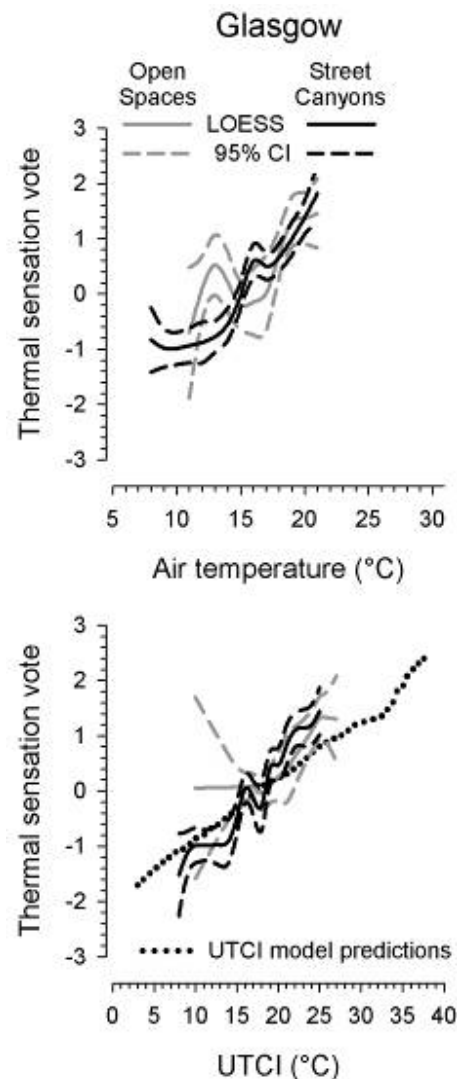 Glasgow
Open Spaces
Street Canyons
LOESS
95% CI
Thermal sensation vote
3
2
1
0
-1
-2
-3
5 10 15 20 25 30
Air temperature (°C)
Thermal sensation vote
3
2
1
0
-1
-2
-3
UTCI model predictions
0 5 10 15 20 25 30 35 40
UTCI (°C)